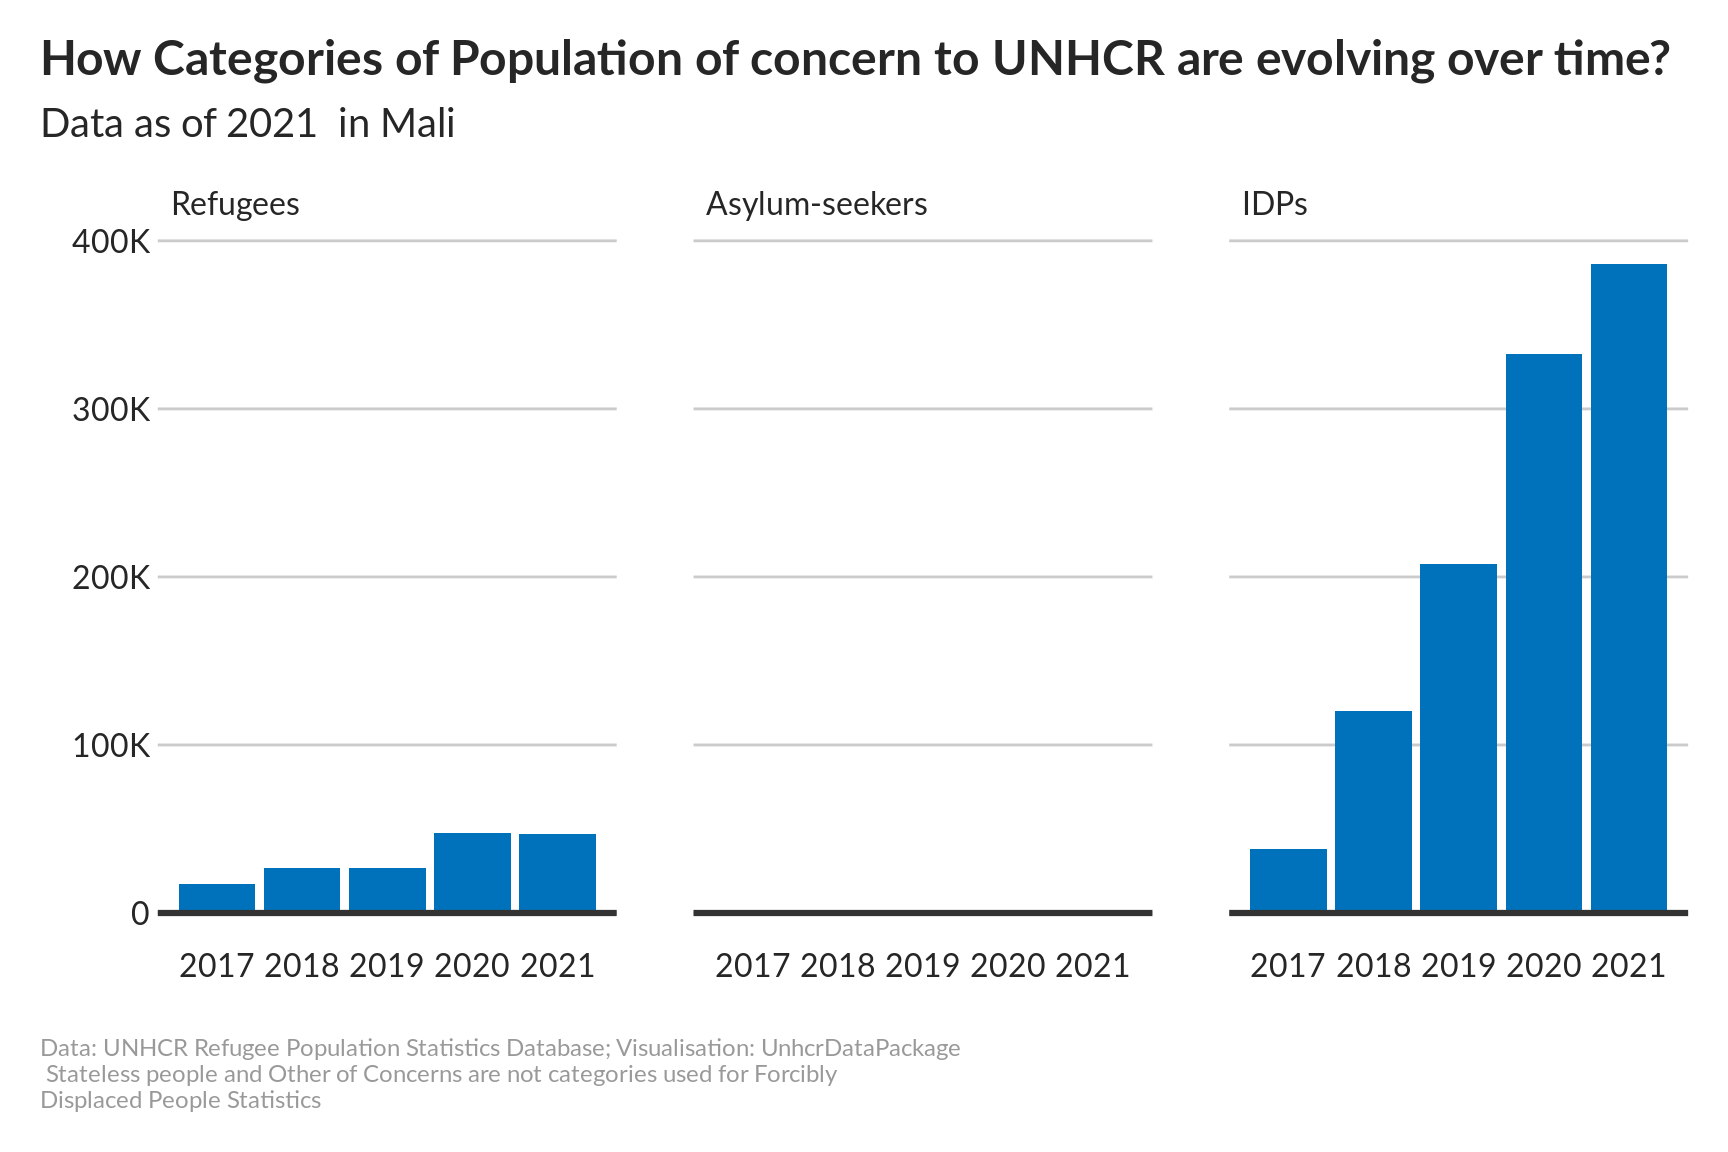 How Categories of Population of concern to UNHCR are evolving over time?
Data as of 2021  in Mali
Refugees
Asylum-seekers
IDPs
400K
300K
200K
100K
0
2017 2018 2019 2020 2021
2017 2018 2019 2020 2021
2017 2018 2019 2020 2021
Data: UNHCR Refugee Population Statistics Database; Visualisation: UnhcrDataPackage
Stateless people and Other of Concerns are not categories used for Forcibly
Displaced People Statistics